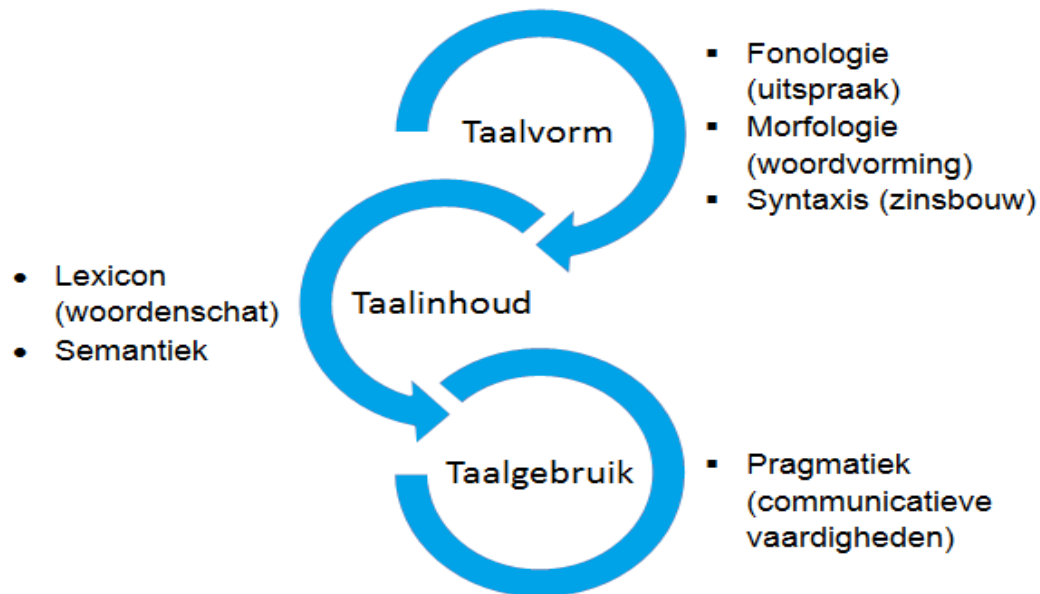 Taalvorm
▪ Fonologie
(uitspraak)
▪ Morfologie
(woordvorming)
▪ Syntaxis (zinsbouw)
Taalinhoud
• Lexicon
(woordenschat)
• Semantiek
Taalgebruik
▪ Pragmatiek
(communicatieve
vaardigheden)